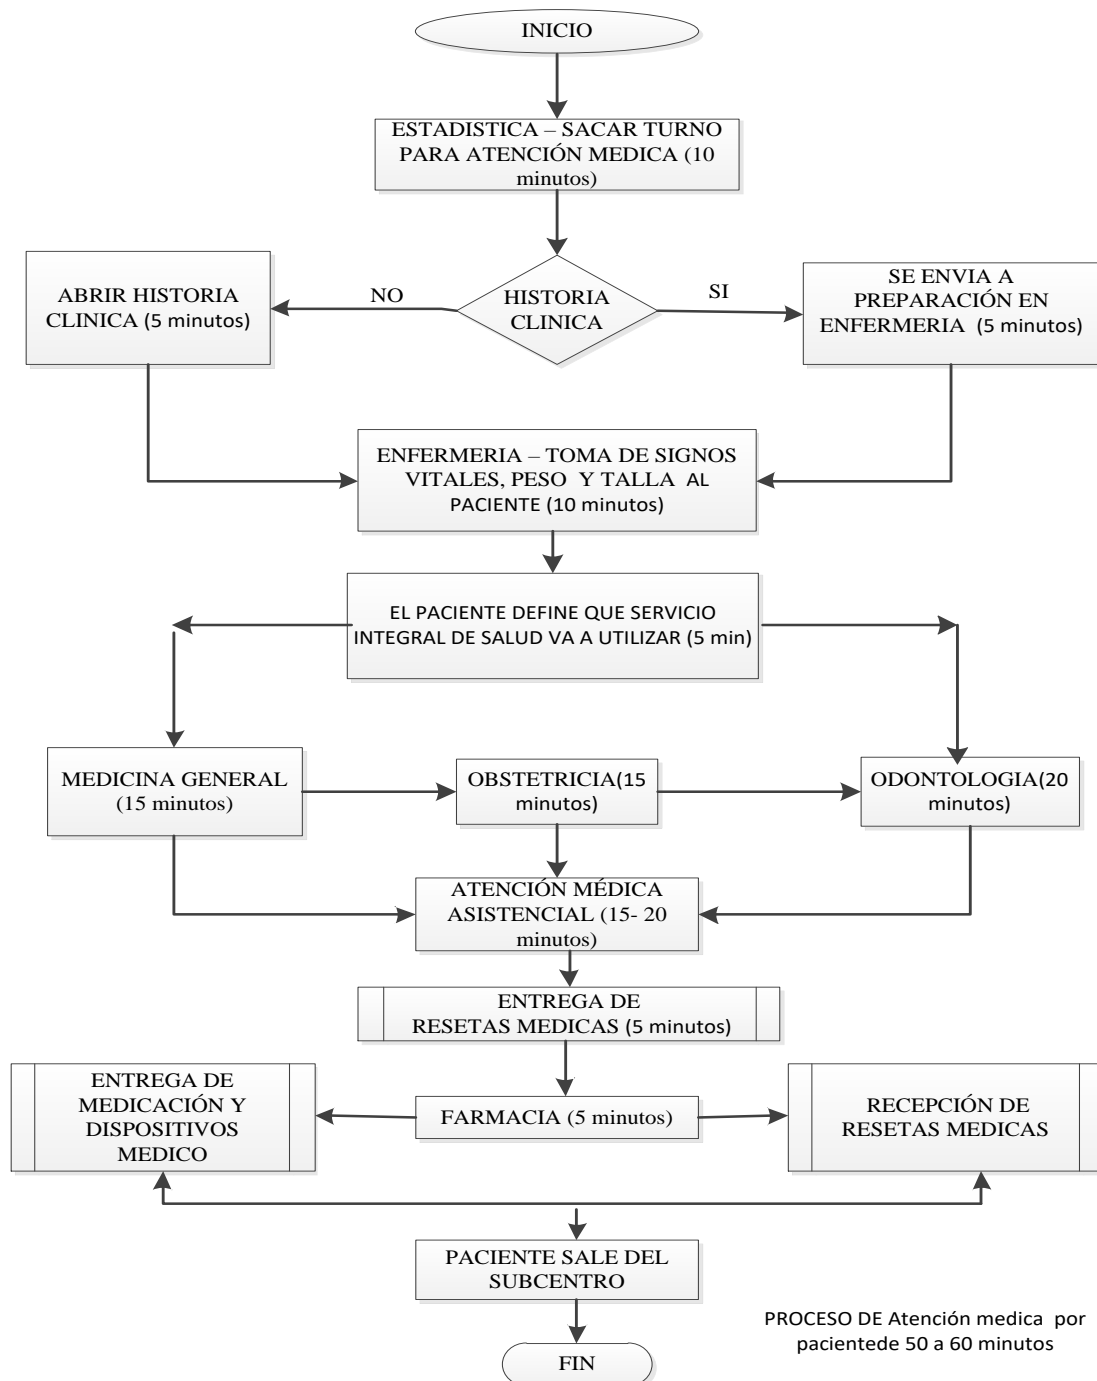 INICIO
ESTADISTICA – SACAR TURNO
PARA ATENCIÓN MEDICA (10
minutos)
ABRIR HISTORIA
CLINICA (5 minutos)
NO
HISTORIA
CLINICA
SI
SE ENVIA A
PREPARACIÓN EN
ENFERMERIA (5 minutos)
ENFERMERIA – TOMA DE SIGNOS
VITALES, PESO Y TALLA AL
PACIENTE (10 minutos)
EL PACIENTE DEFINE QUE SERVICIO
INTEGRAL DE SALUD VA A UTILIZAR (5 min)
MEDICINA GENERAL
(15 minutos)
OBSTETRICIA(15
minutos)
ODONTOLOGIA(20
minutos)
ATENCIÓN MÉDICA
ASISTENCIAL (15- 20
minutos)
ENTREGA DE
RESETAS MEDICAS (5 minutos)
ENTREGA DE
MEDICACIÓN Y
DISPOSITIVOS
MEDICO
FARMACIA (5 minutos)
RECEPCIÓN DE
RESETAS MEDICAS
PACIENTE SALE DEL
SUBCENTRO
FIN
PROCESO DE Atención medica por
pacientede 50 a 60 minutos